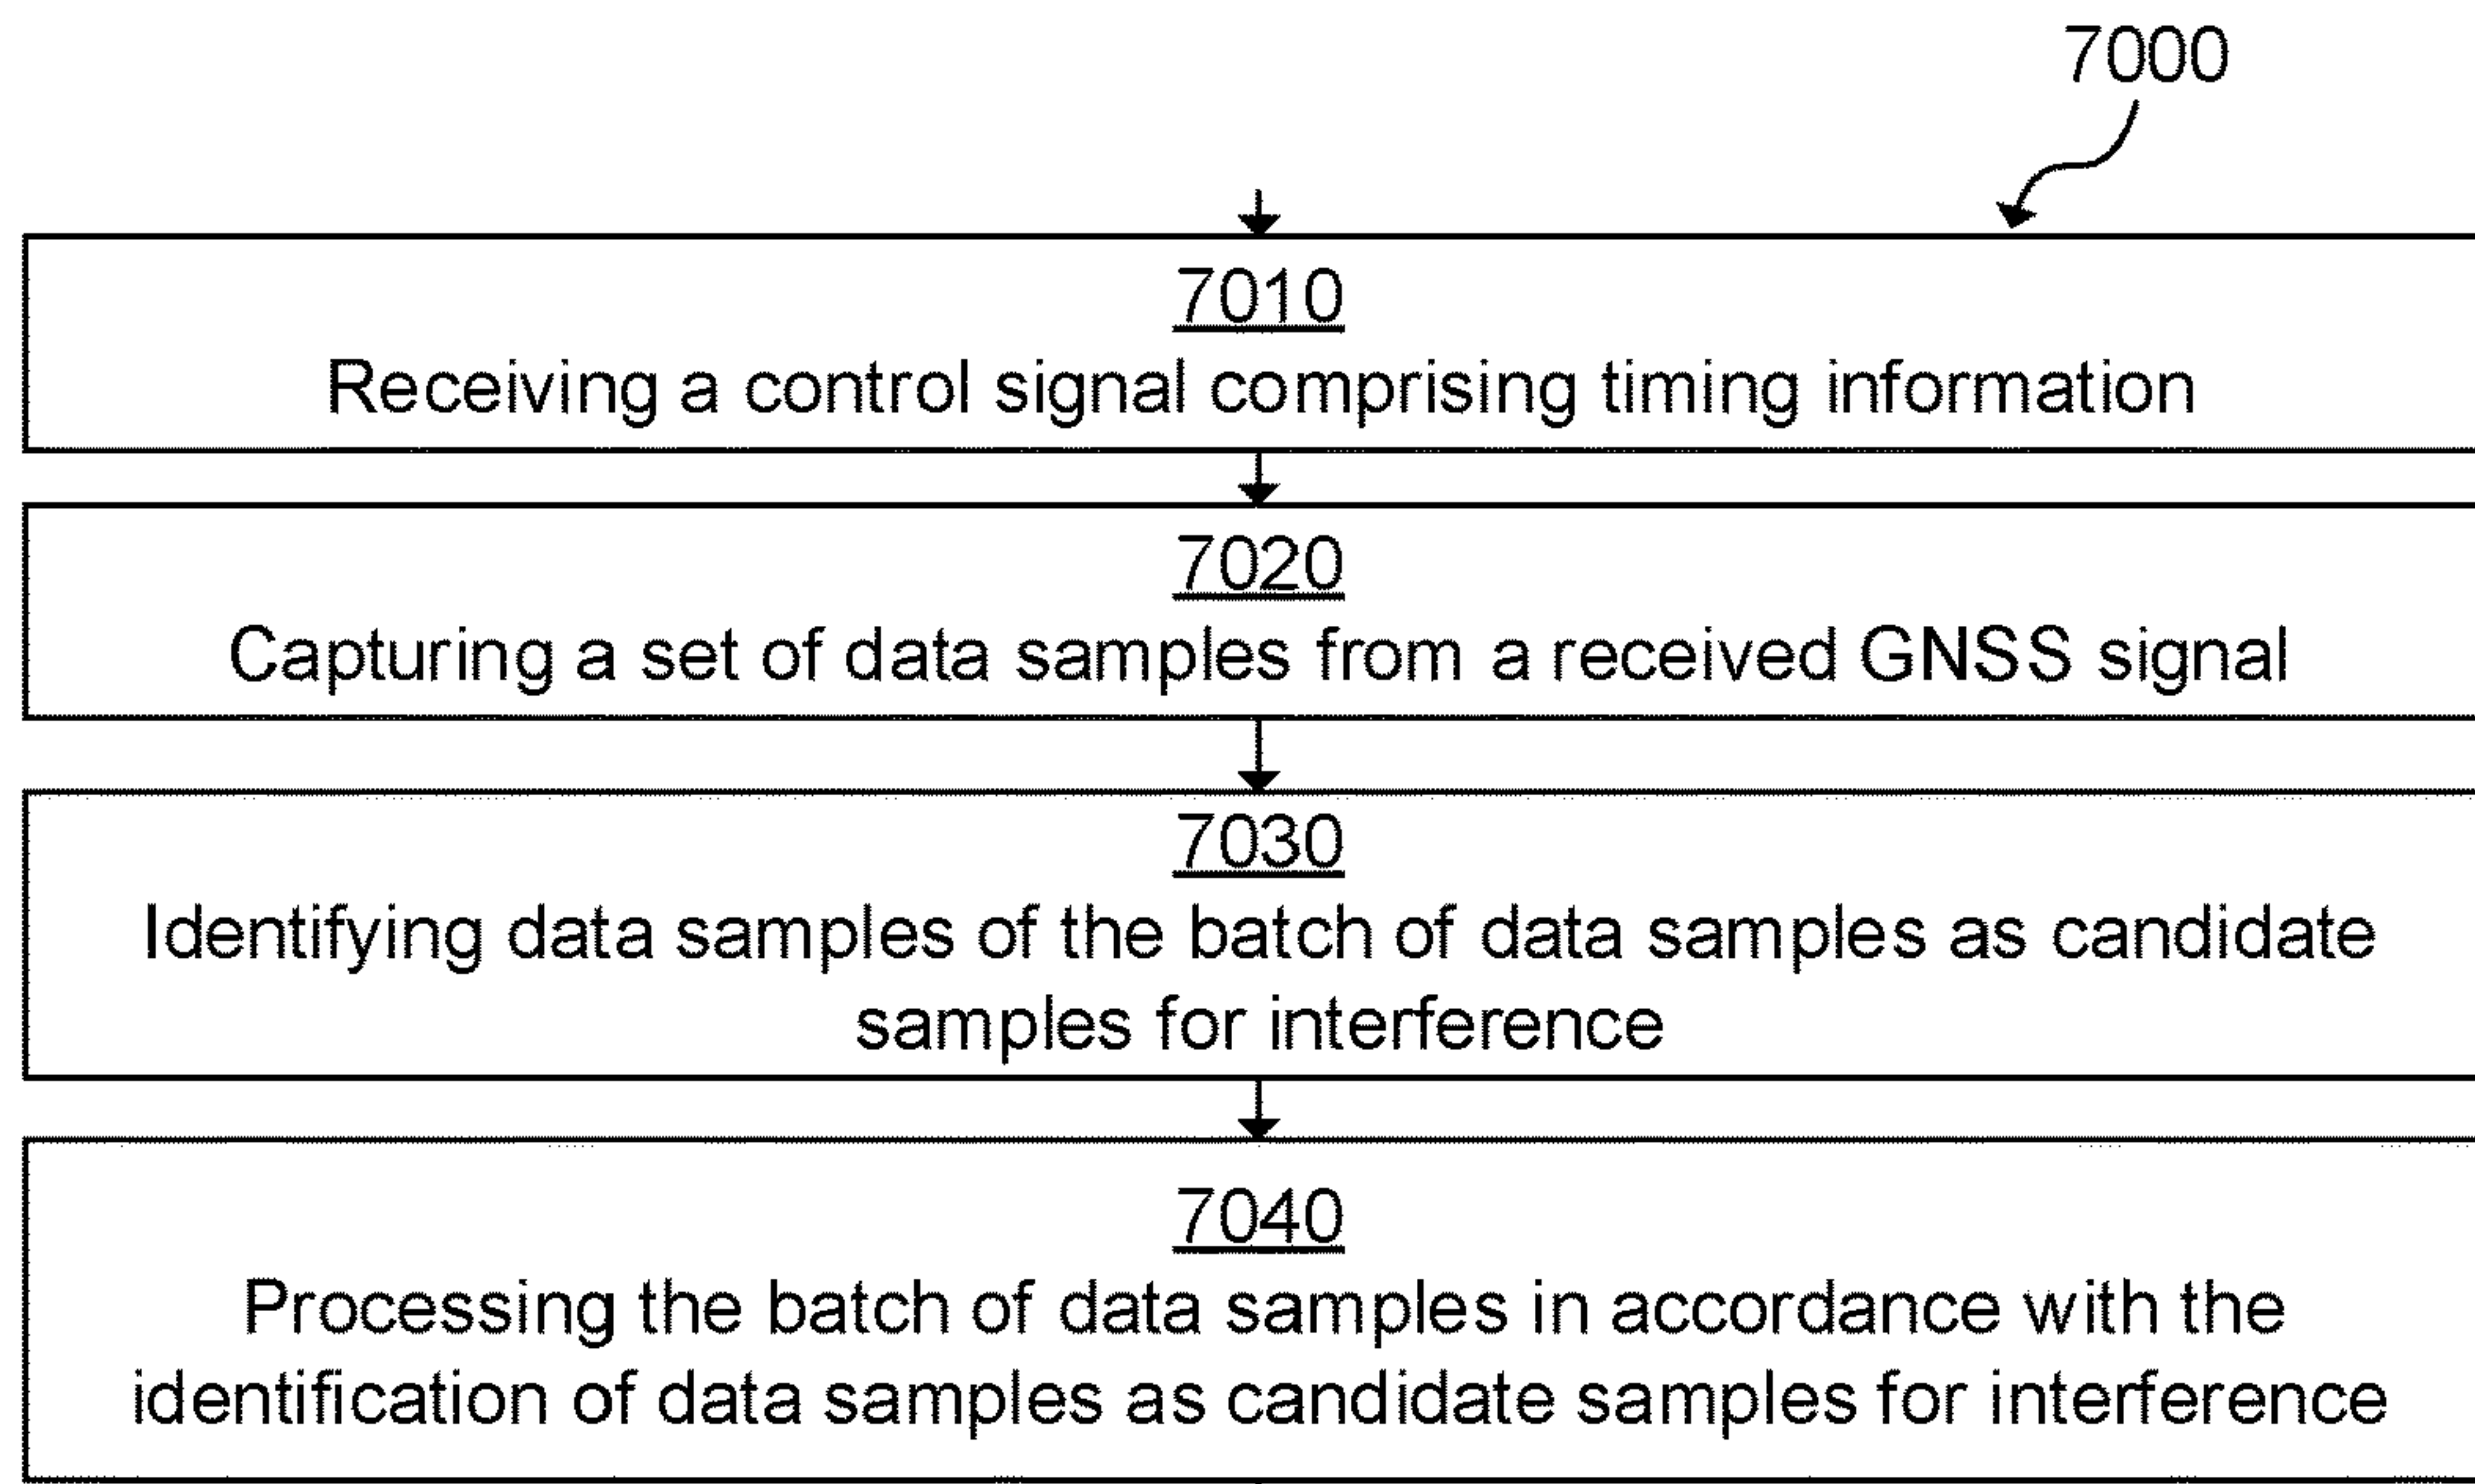 7000
7010
Receiving a control signal comprising timing information
7020
Capturing a set of data samples from a received GNSS signal
7030
Identifying data samples of the batch of data samples as candidate
samples for interference
7040
Processing the batch of data samples in accordance with the
identification of data samples as candidate samples for interference